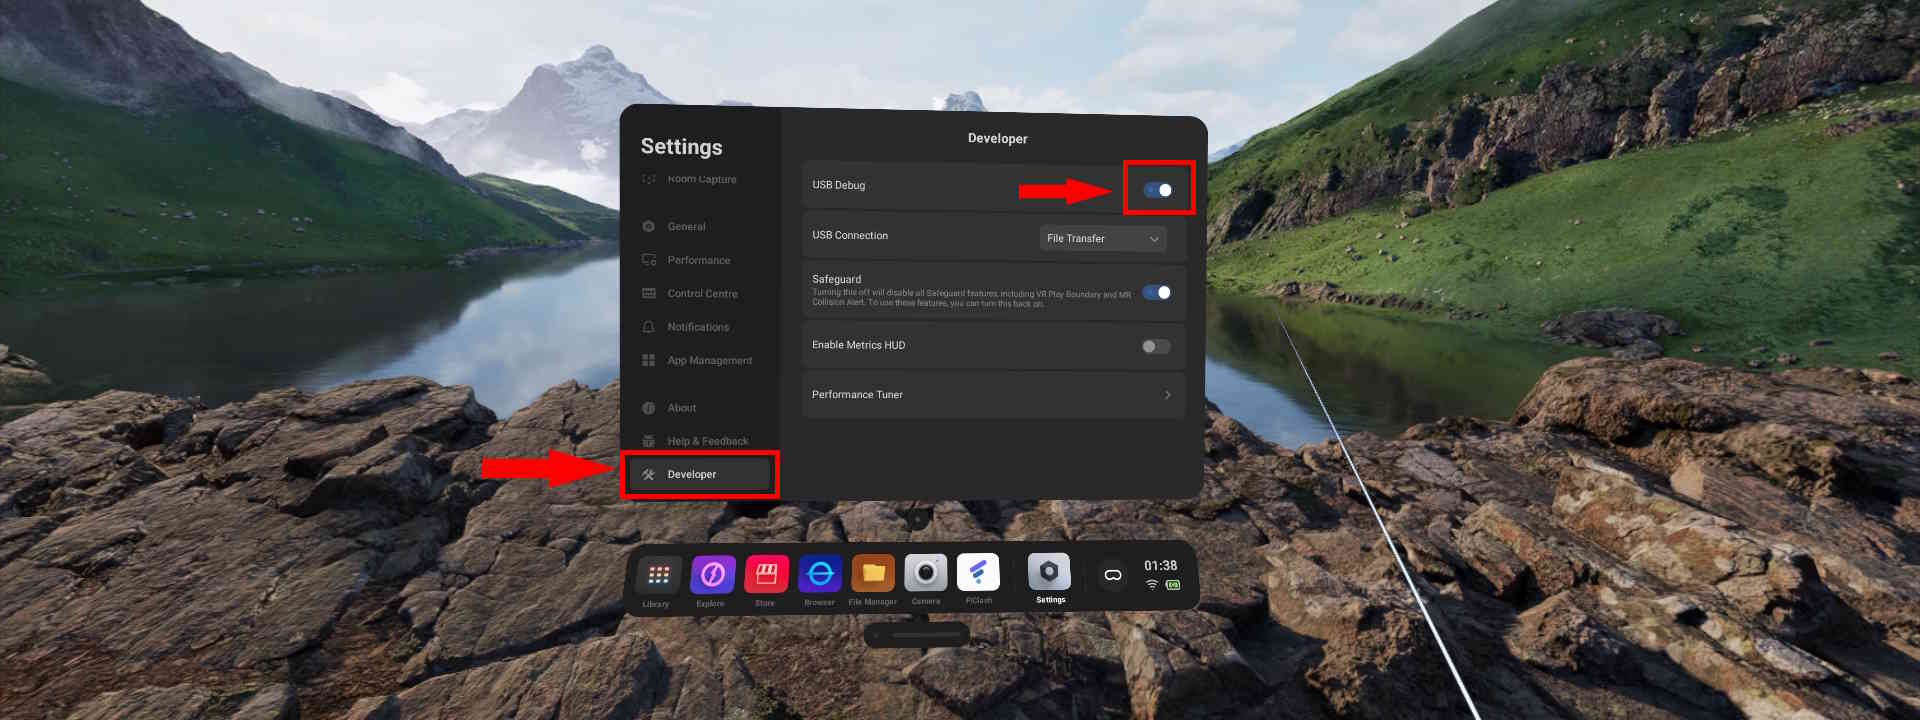 Settings
Room Capture
General
Performance
Control Centre
Notifications
App Management
About
Help & Feedback
Developer
Developer
USB Debug
USB Connection
File Transfer
Safeguard
Turning this off will disable all Safeguard features, including VR Play Boundary and MR
Collision Alert. To use these features, you can turn this back on.
Enable Metrics HUD
Performance Tuner
Library
Explore
Store
Browser
File Manager
Camera
PClash
Settings
01:38